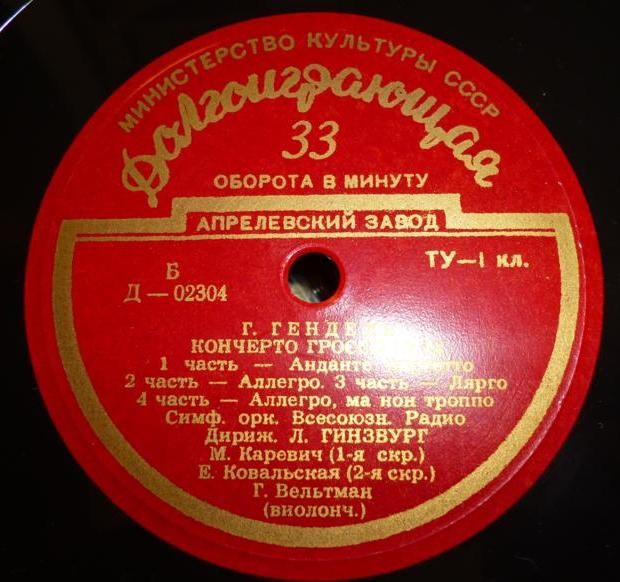 МИНИСТЕРСТВО КУЛЬТУРЫ СССР
Долгоиграющая
33
ОБОРОТА В МИНУТУ
АПРЕЛЕВСКИЙ ЗАВОД
ТУ—I кл.
Б
Д — 02304
Г.
КОНЧЕРТО
1 часть — Анданте
2 часть — Аллегро. 3 часть — Лярго
4 часть — Аллегро, ма нон троппо
Симф. орк. Всесоюзн. Радио
Дириж. Л. ГИНЗБУРГ
М. Каревич (1-я скр.)
Е. Ковальская (2-я скр.)
Г. Вельтман
(виолонч.)